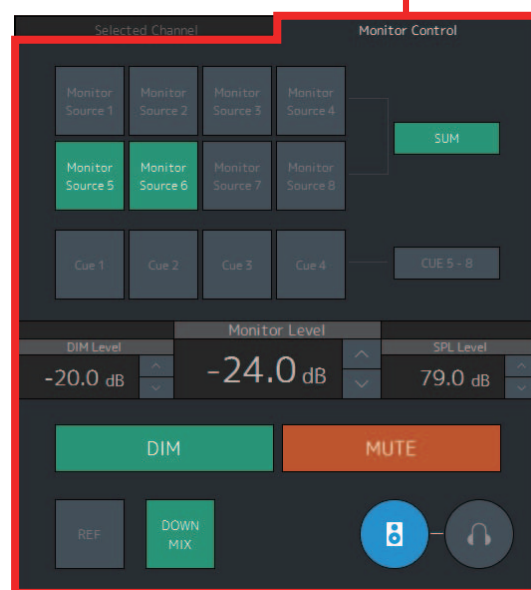 Selected Channel
Monitor Control
Monitor Source 1
Monitor Source 2
Monitor Source 3
Monitor Source 4
SUM
Monitor Source 5
Monitor Source 6
Monitor Source 7
Monitor Source 8
Cue 1
Cue 2
Cue 3
Cue 4
CUE 5 - 8
Monitor Level
DIM Level
SPL Level
-20.0 dB
-24.0 dB
79.0 dB
DIM
MUTE
REF
DOWN
MIX